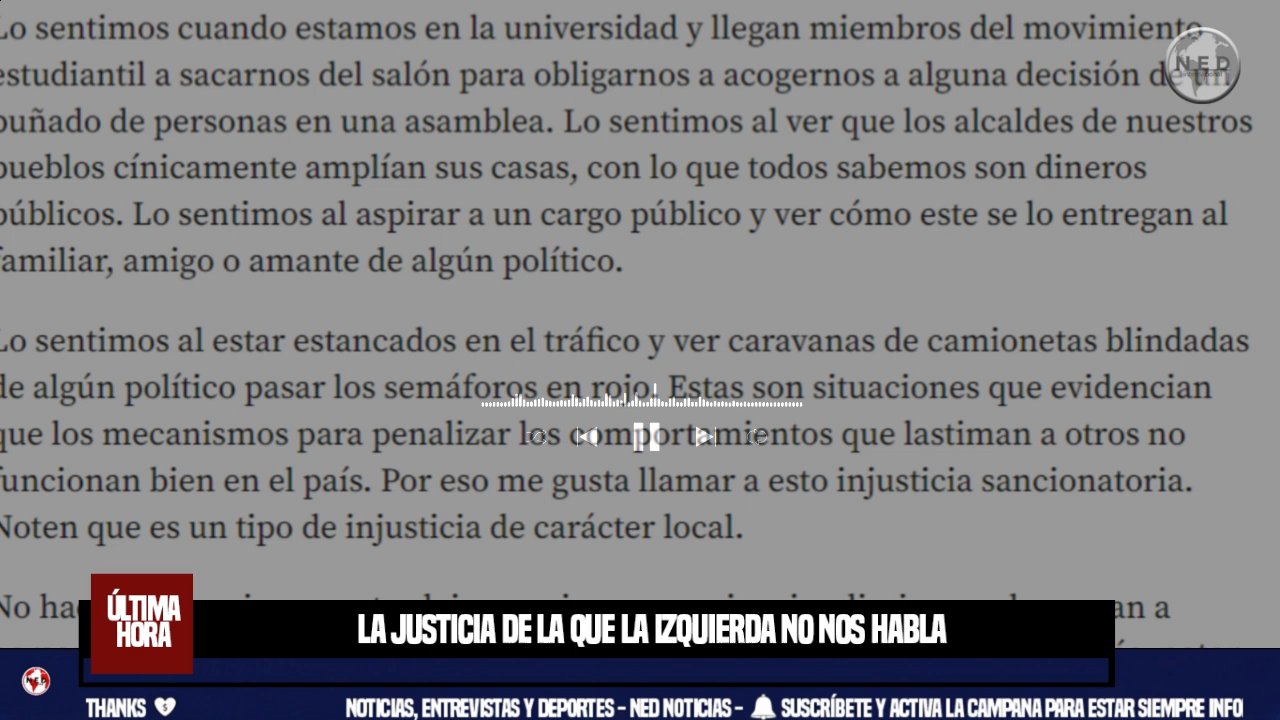 Lo sentimos cuando estamos en la universidad y llegan miembros del movimiento
estudiantil a sacarnos del salón para obligarnos a acogernos a alguna decisión de un
puñado de personas en una asamblea. Lo sentimos al ver que los alcaldes de nuestros
pueblos cínicamente amplían sus casas, con lo que todos sabemos son dineros
públicos. Lo sentimos al aspirar a un cargo público y ver cómo este se lo entregan al
familiar, amigo o amante de algún político.
Lo sentimos al estar estancados en el tráfico y ver caravanas de camionetas blindadas
de algún político pasar los semáforos en rojo. Estas son situaciones que evidencian
que los mecanismos para penalizar los comportamientos que lastiman a otros no
funcionan bien en el país. Por eso me gusta llamar a esto injusticia sancionatoria.
Noten que es un tipo de injusticia de carácter local.
No
a
NED
ÚLTIMA
HORA
LA JUSTICIA DE LA QUE LA IZQUIERDA NO NOS HABLA
NED
THANKS
NOTICIAS, ENTREVISTAS Y DEPORTES - NED NOTICIAS - SUSCRÍBETE Y ACTIVA LA CAMPANA PARA ESTAR SIEMPRE INFO